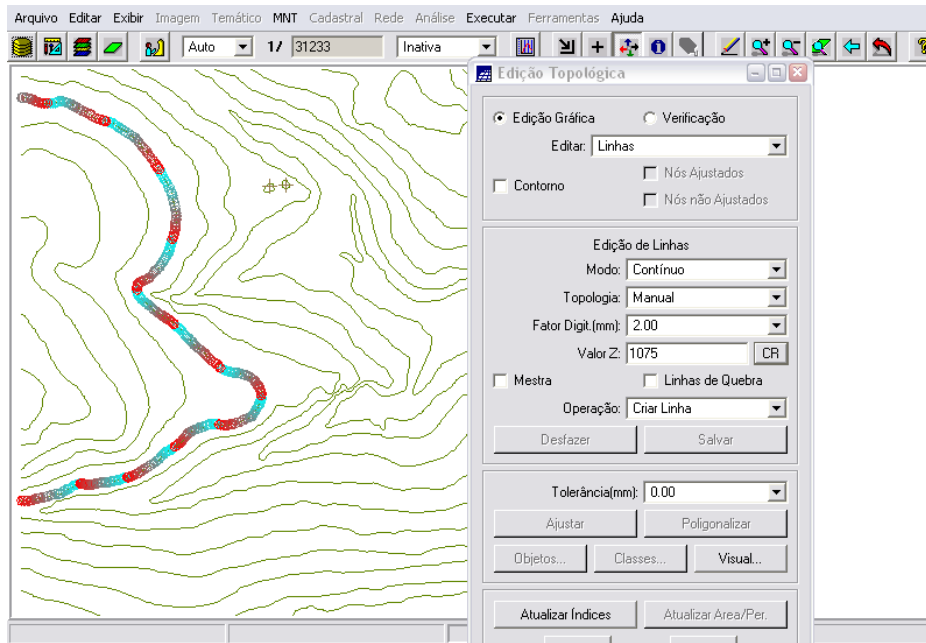 Arquivo Editar Exibir Imagem Temático MNT Cadastral Rede Análise Executar Ferramentas Ajuda
Auto 1/ 31233 Inativa
Edição Topológica
Edição Gráfica Verificação
Editar: Linhas
Contorno
Nós Ajustados
Nós não Ajustados
Edição de Linhas
Modo: Contínuo
Topologia: Manual
Fator Digit.(mm): 2.00
Valor Z: 1075 CR
Mestra Linhas de Quebra
Operação: Criar Linha
Desfazer Salvar
Tolerância(mm): 0.00
Ajustar Poligonalizar
Objetos... Classes... Visual...
Atualizar Índices Atualizar Area/Per.